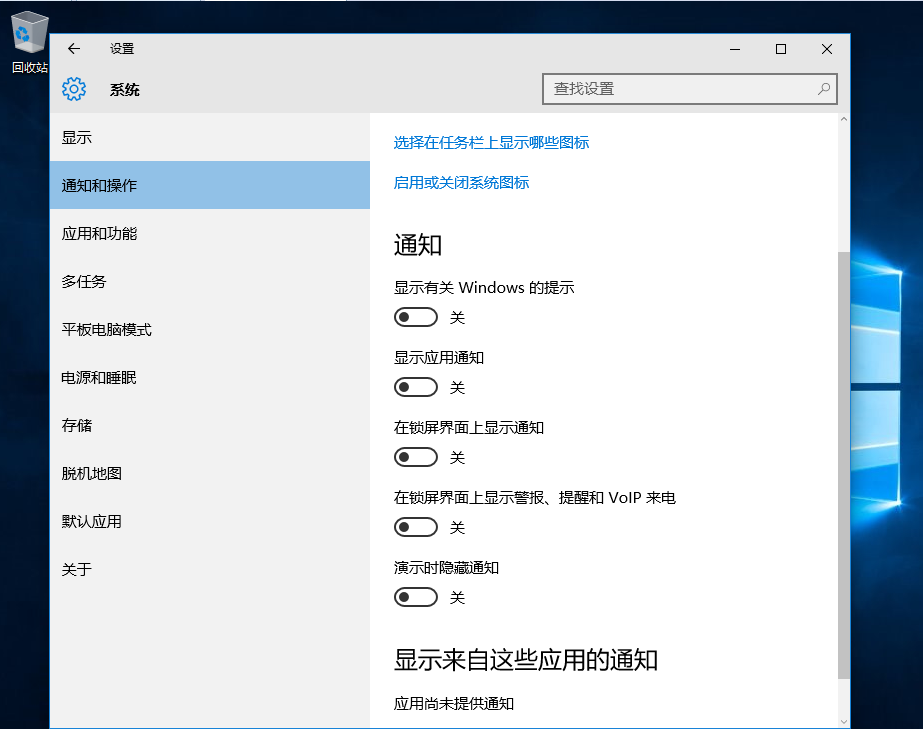 回收站
设置
系统
查找设置
显示
通知和操作
应用和功能
多任务
平板电脑模式
电源和睡眠
存储
脱机地图
默认应用
关于
选择在任务栏上显示哪些图标
启用或关闭系统图标
通知
显示有关 Windows 的提示
关
显示应用通知
关
在锁屏界面上显示通知
关
在锁屏界面上显示警报、提醒和 VoIP 来电
关
演示时隐藏通知
关
显示来自这些应用的通知
应用尚未提供通知